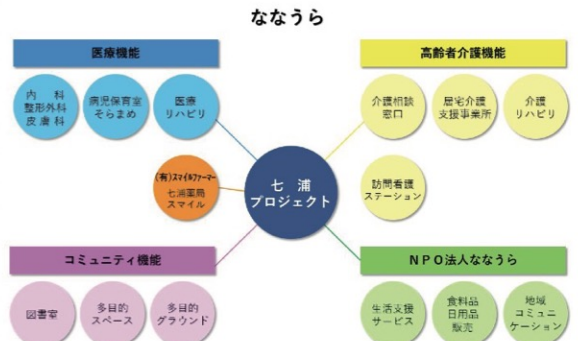 ななうら
医療機能
高齢者介護機能
内　科
整形外科
皮 膚 科
病児保育室
そらまめ
医療
リハビリ
介護相談
窓口
居宅介護
支援事業所
介護
リハビリ
(有)スマイルファーマー
七浦薬局
スマイル
七　浦
プロジェクト
訪問看護
ステーション
コミュニティ機能
NPO法人ななうら
図書室
多目的
スペース
多目的
グラウンド
生活支援
サービス
食料品
日用品
販売
地域
コミュニ
ケーション